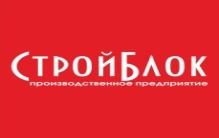 СтройБлок
производственное предприятие